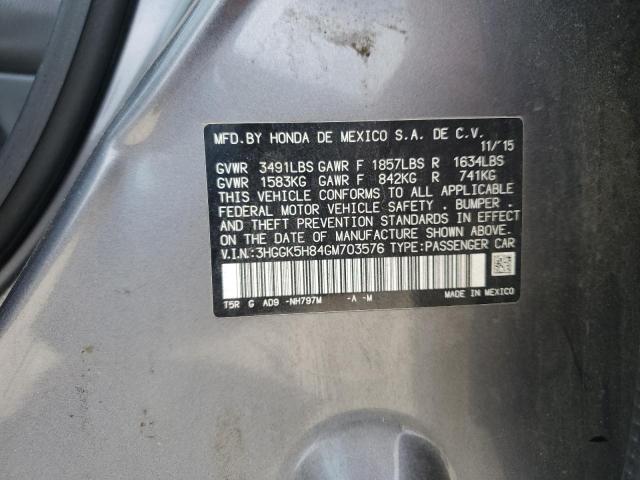 MFD.BY HONDA DE MEXICO S.A. DE C.V.
11/15
GVWR 3491LBS GAWR F 1857LBS R 1634LBS
GVWR 1583KG GAWR F 842KG R 741KG
THIS VEHICLE CONFORMS TO ALL APPLICABLE
FEDERAL MOTOR VEHICLE SAFETY , BUMPER ,
AND THEFT PREVENTION STANDARDS IN EFFECT
ON THE DATE OF MANUFACTURE SHOWN ABOVE.
V.I.N.:3HGGK5H84GM703576 TYPE:PASSENGER CAR
T5R G AD9 -NH797M -A -M MADE IN MEXICO